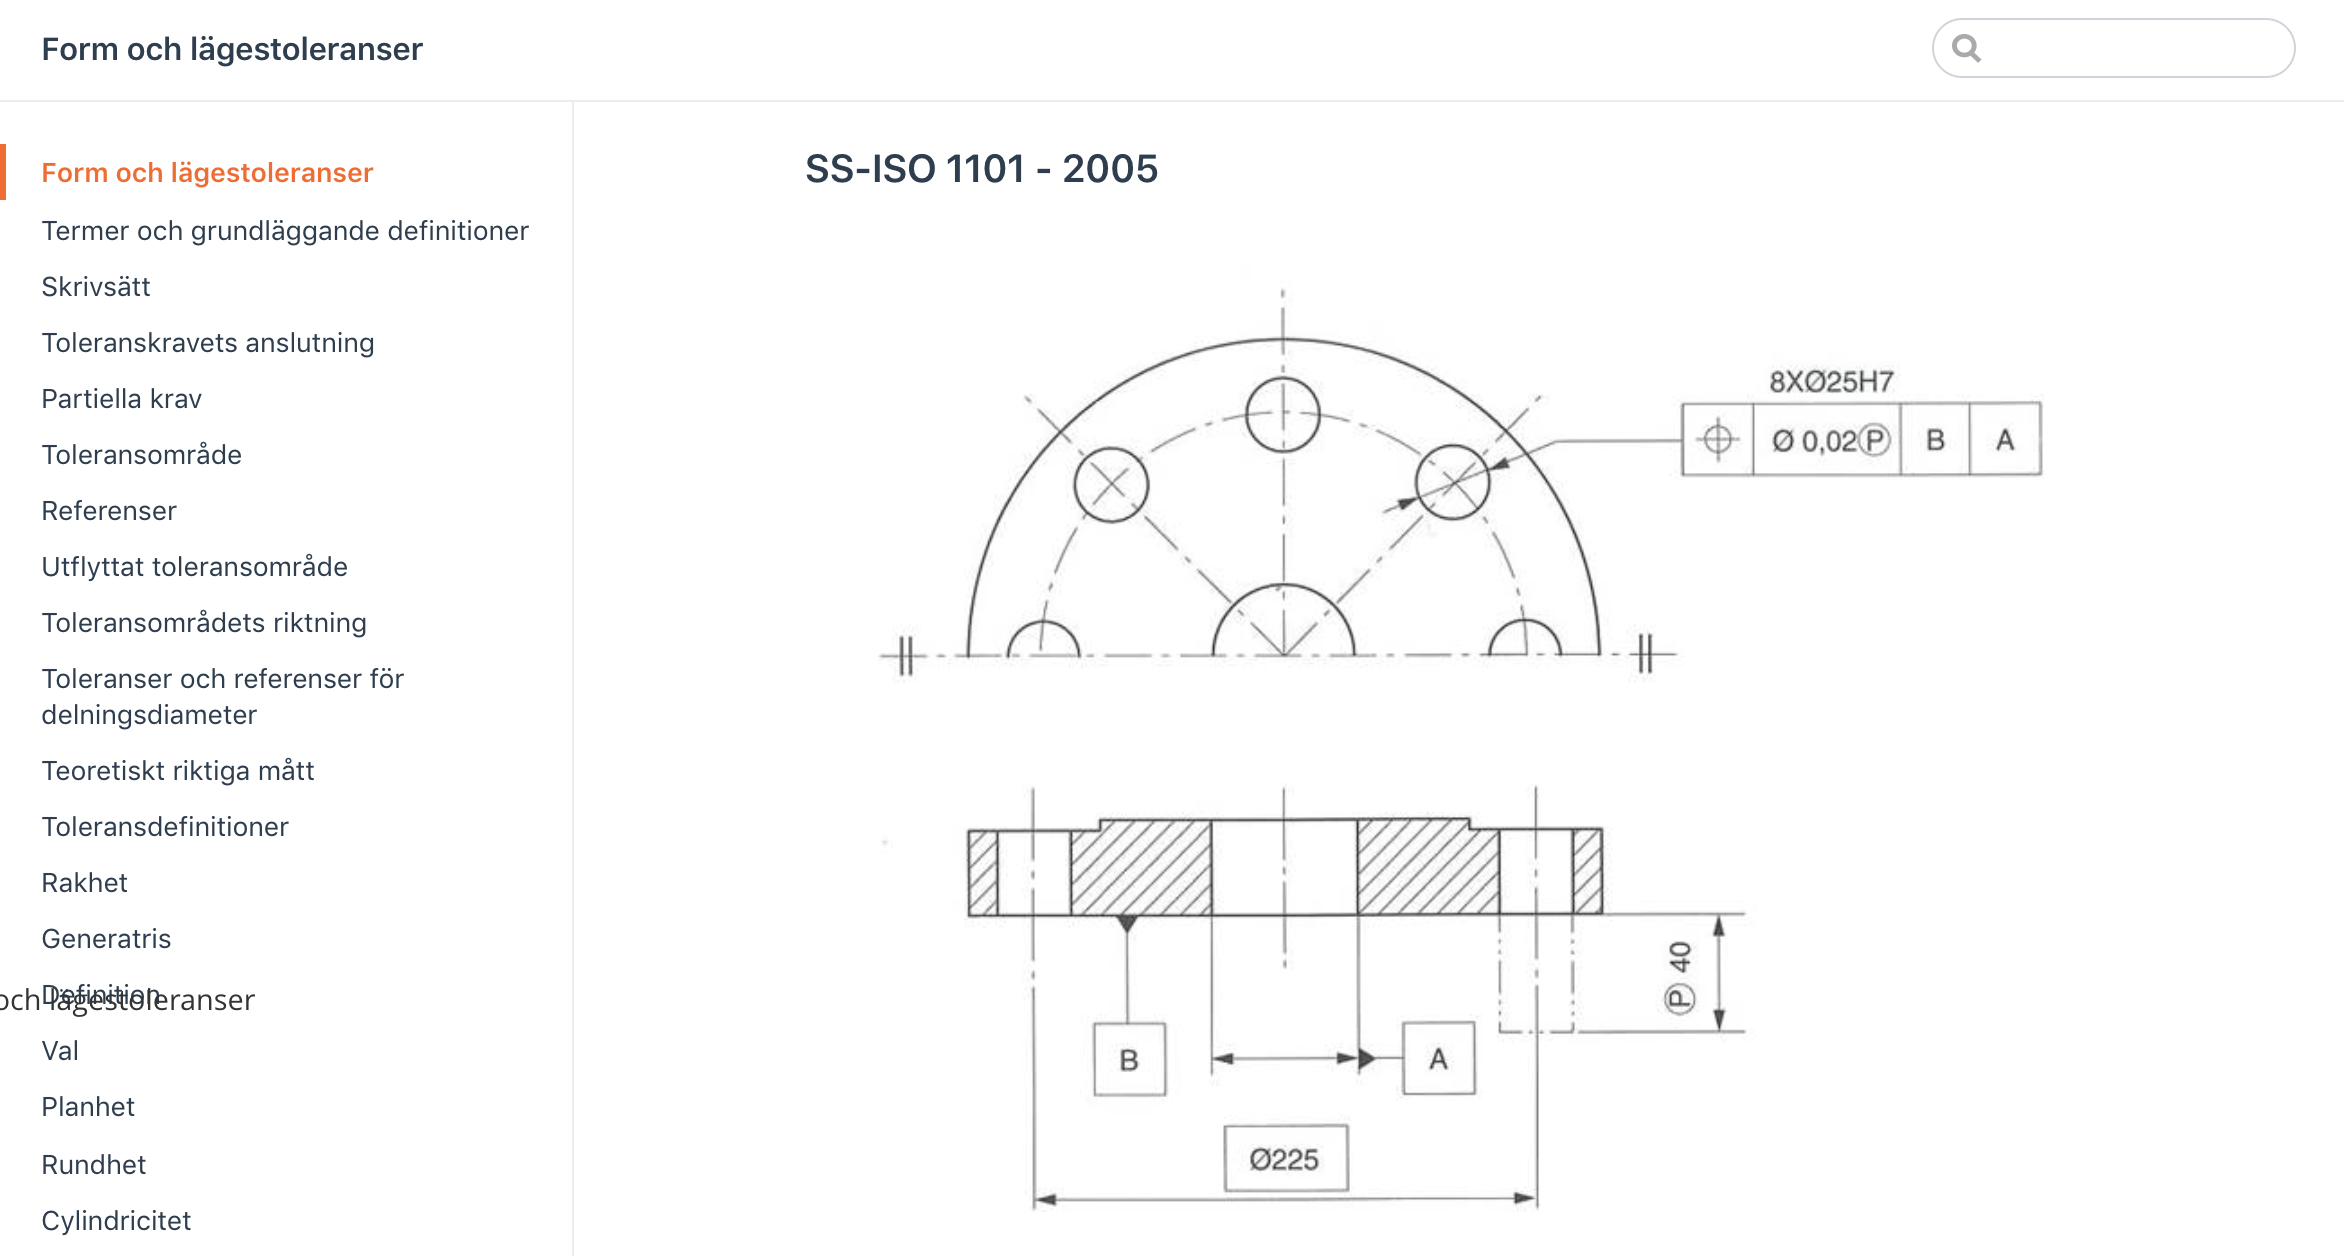 Form och lägestoleranser
Form och lägestoleranser
Termer och grundläggande definitioner
Skrivsätt
Toleranskravets anslutning
Partiella krav
Toleransområde
Referenser
Utflyttat toleransområde
Toleransområdets riktning
Toleranser och referenser för
delningsdiameter
Teoretiskt riktiga mått
Toleransdefinitioner
Rakhet
Generatris
Definition
och lägestoleranser
Val
Planhet
Rundhet
Cylindricitet
SS-ISO 1101 - 2005
8XØ25H7
Ø 0,02Ⓟ B A
Ⓟ 40
B
A
Ø225